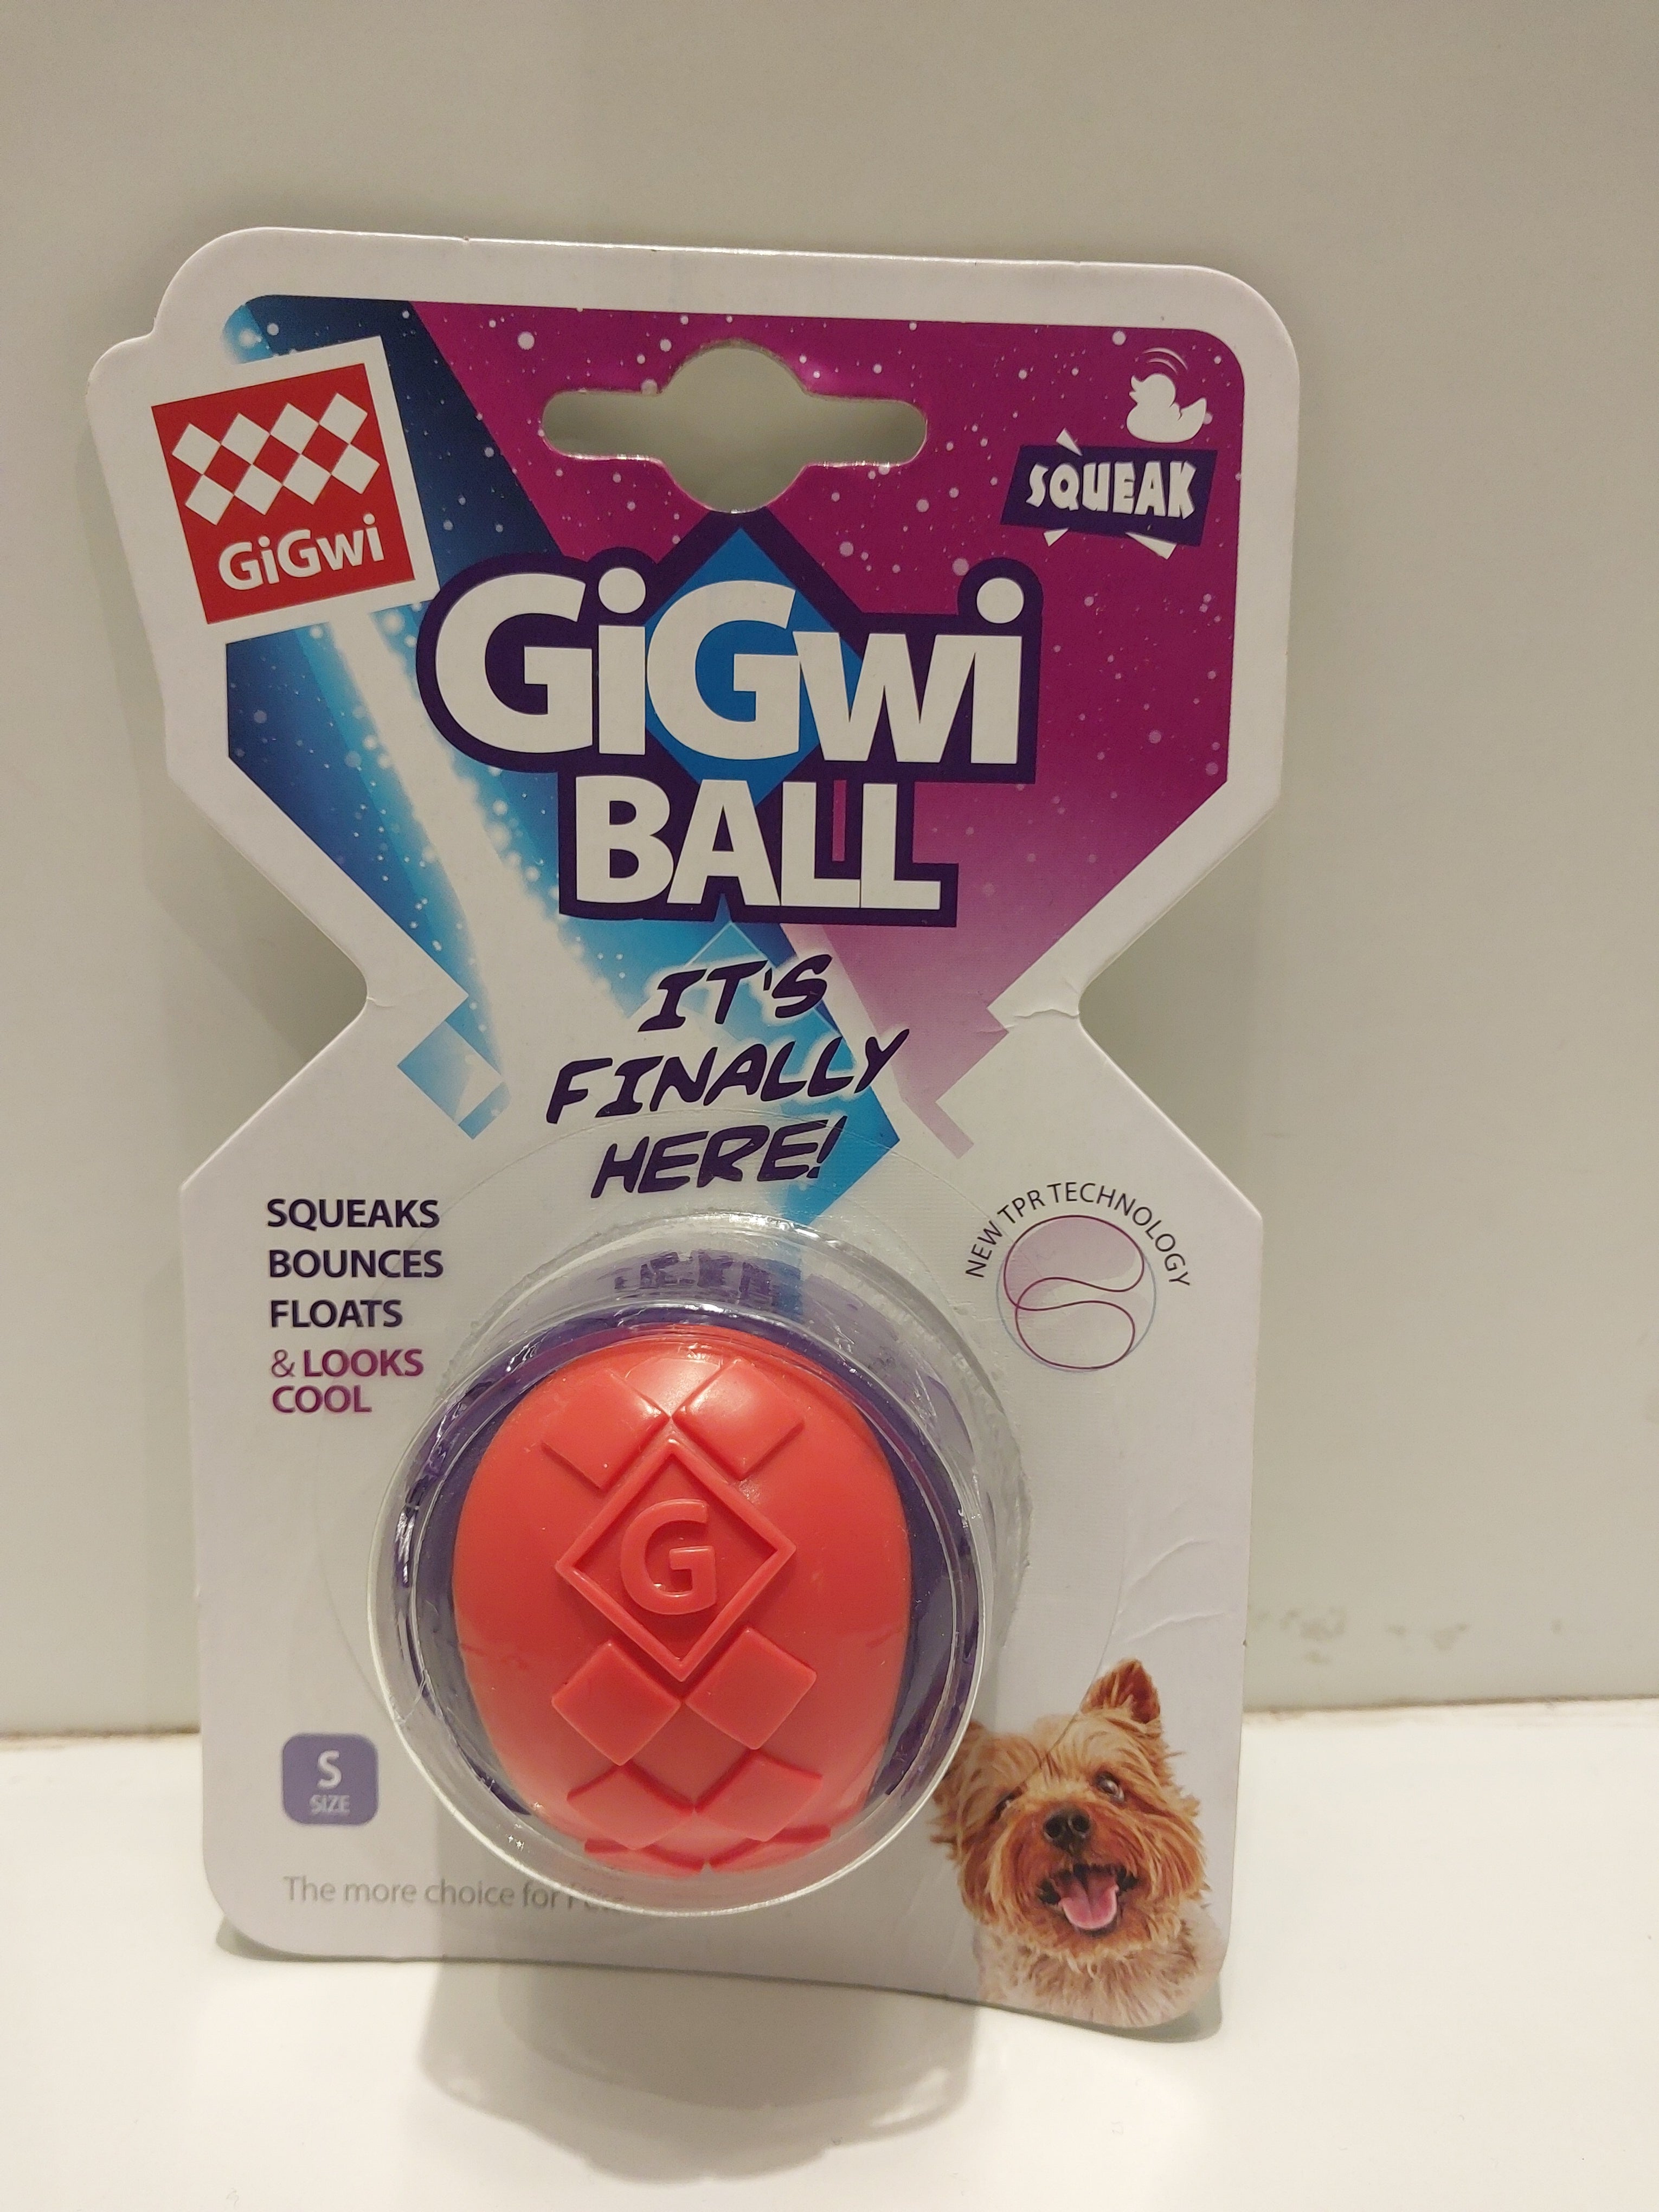 GiGwi
SQUEAK
GiGwi
BALL
IT'S
FINALLY
HERE!
SQUEAKS
BOUNCES
FLOATS
& LOOKS
COOL
NEW TPR TECHNOLOGY
G
S
SIZE
The more choice for